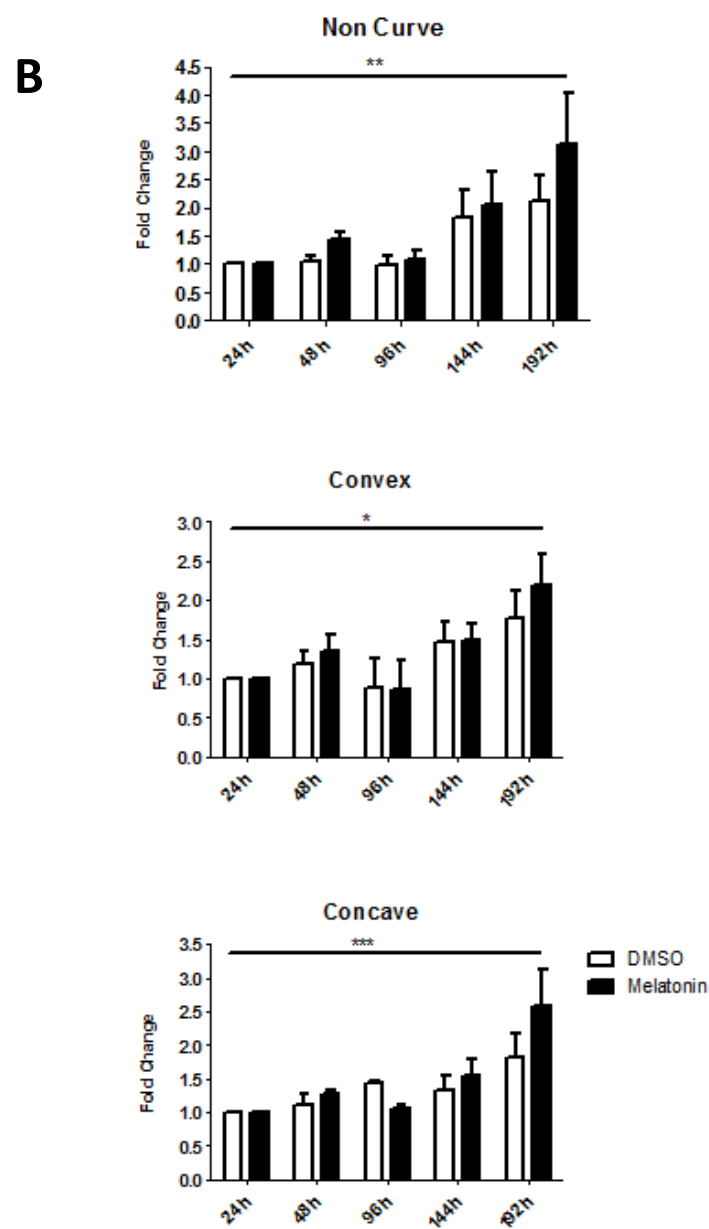 Non Curve
B
**
4.5
4.0
3.5
3.0
2.5
2.0
1.5
1.0
0.5
0.0
Fold Change
24h
48h
96h
144h
192h
Convex
*
3.0
2.5
2.0
1.5
1.0
0.5
0.0
Fold Change
24h
48h
96h
144h
192h
Concave
***
3.5
3.0
2.5
2.0
1.5
1.0
0.5
0.0
Fold Change
DMSO
Melatonin
24h
48h
96h
144h
192h